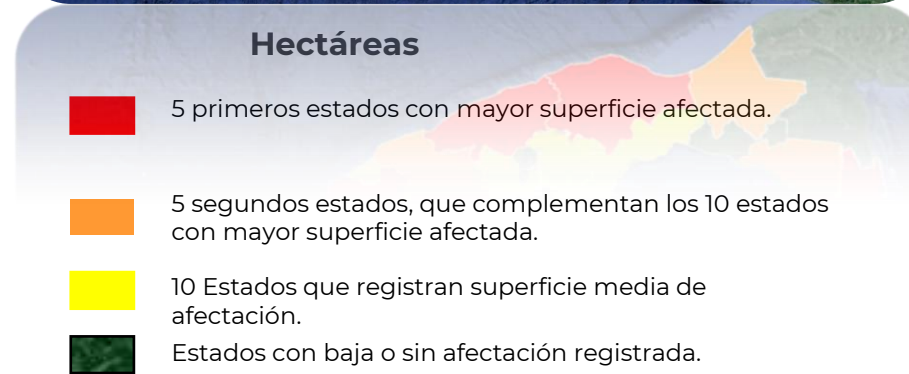 Hectáreas
5 primeros estados con mayor superficie afectada.
5 segundos estados, que complementan los 10 estados
con mayor superficie afectada.
10 Estados que registran superficie media de
afectación.
Estados con baja o sin afectación registrada.